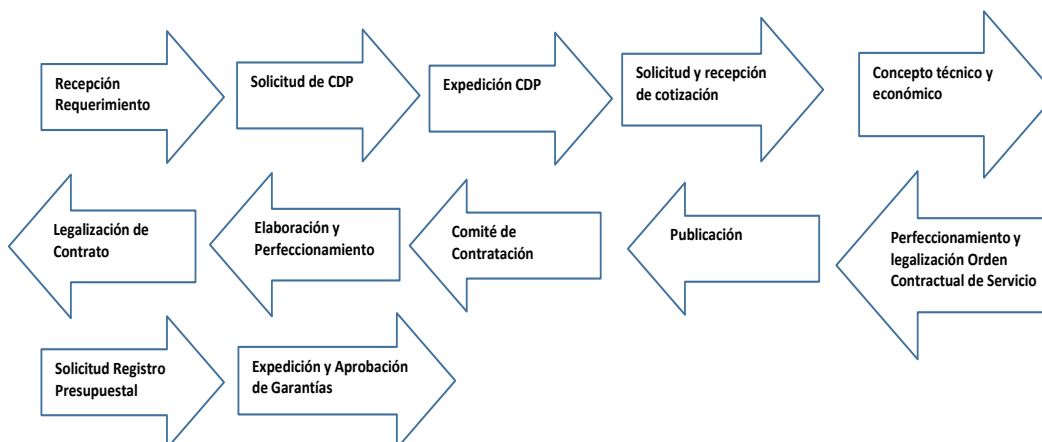 Recepción
Requerimiento
Solicitud de CDP
Expedición CDP
Solicitud y recepción
de cotización
Concepto técnico y
económico
Perfeccionamiento y
legalización Orden
Contractual de Servicio
Publicación
Comité de
Contratación
Elaboración y
Perfeccionamiento
Legalización de
Contrato
Solicitud Registro
Presupuestal
Expedición y Aprobación
de Garantías